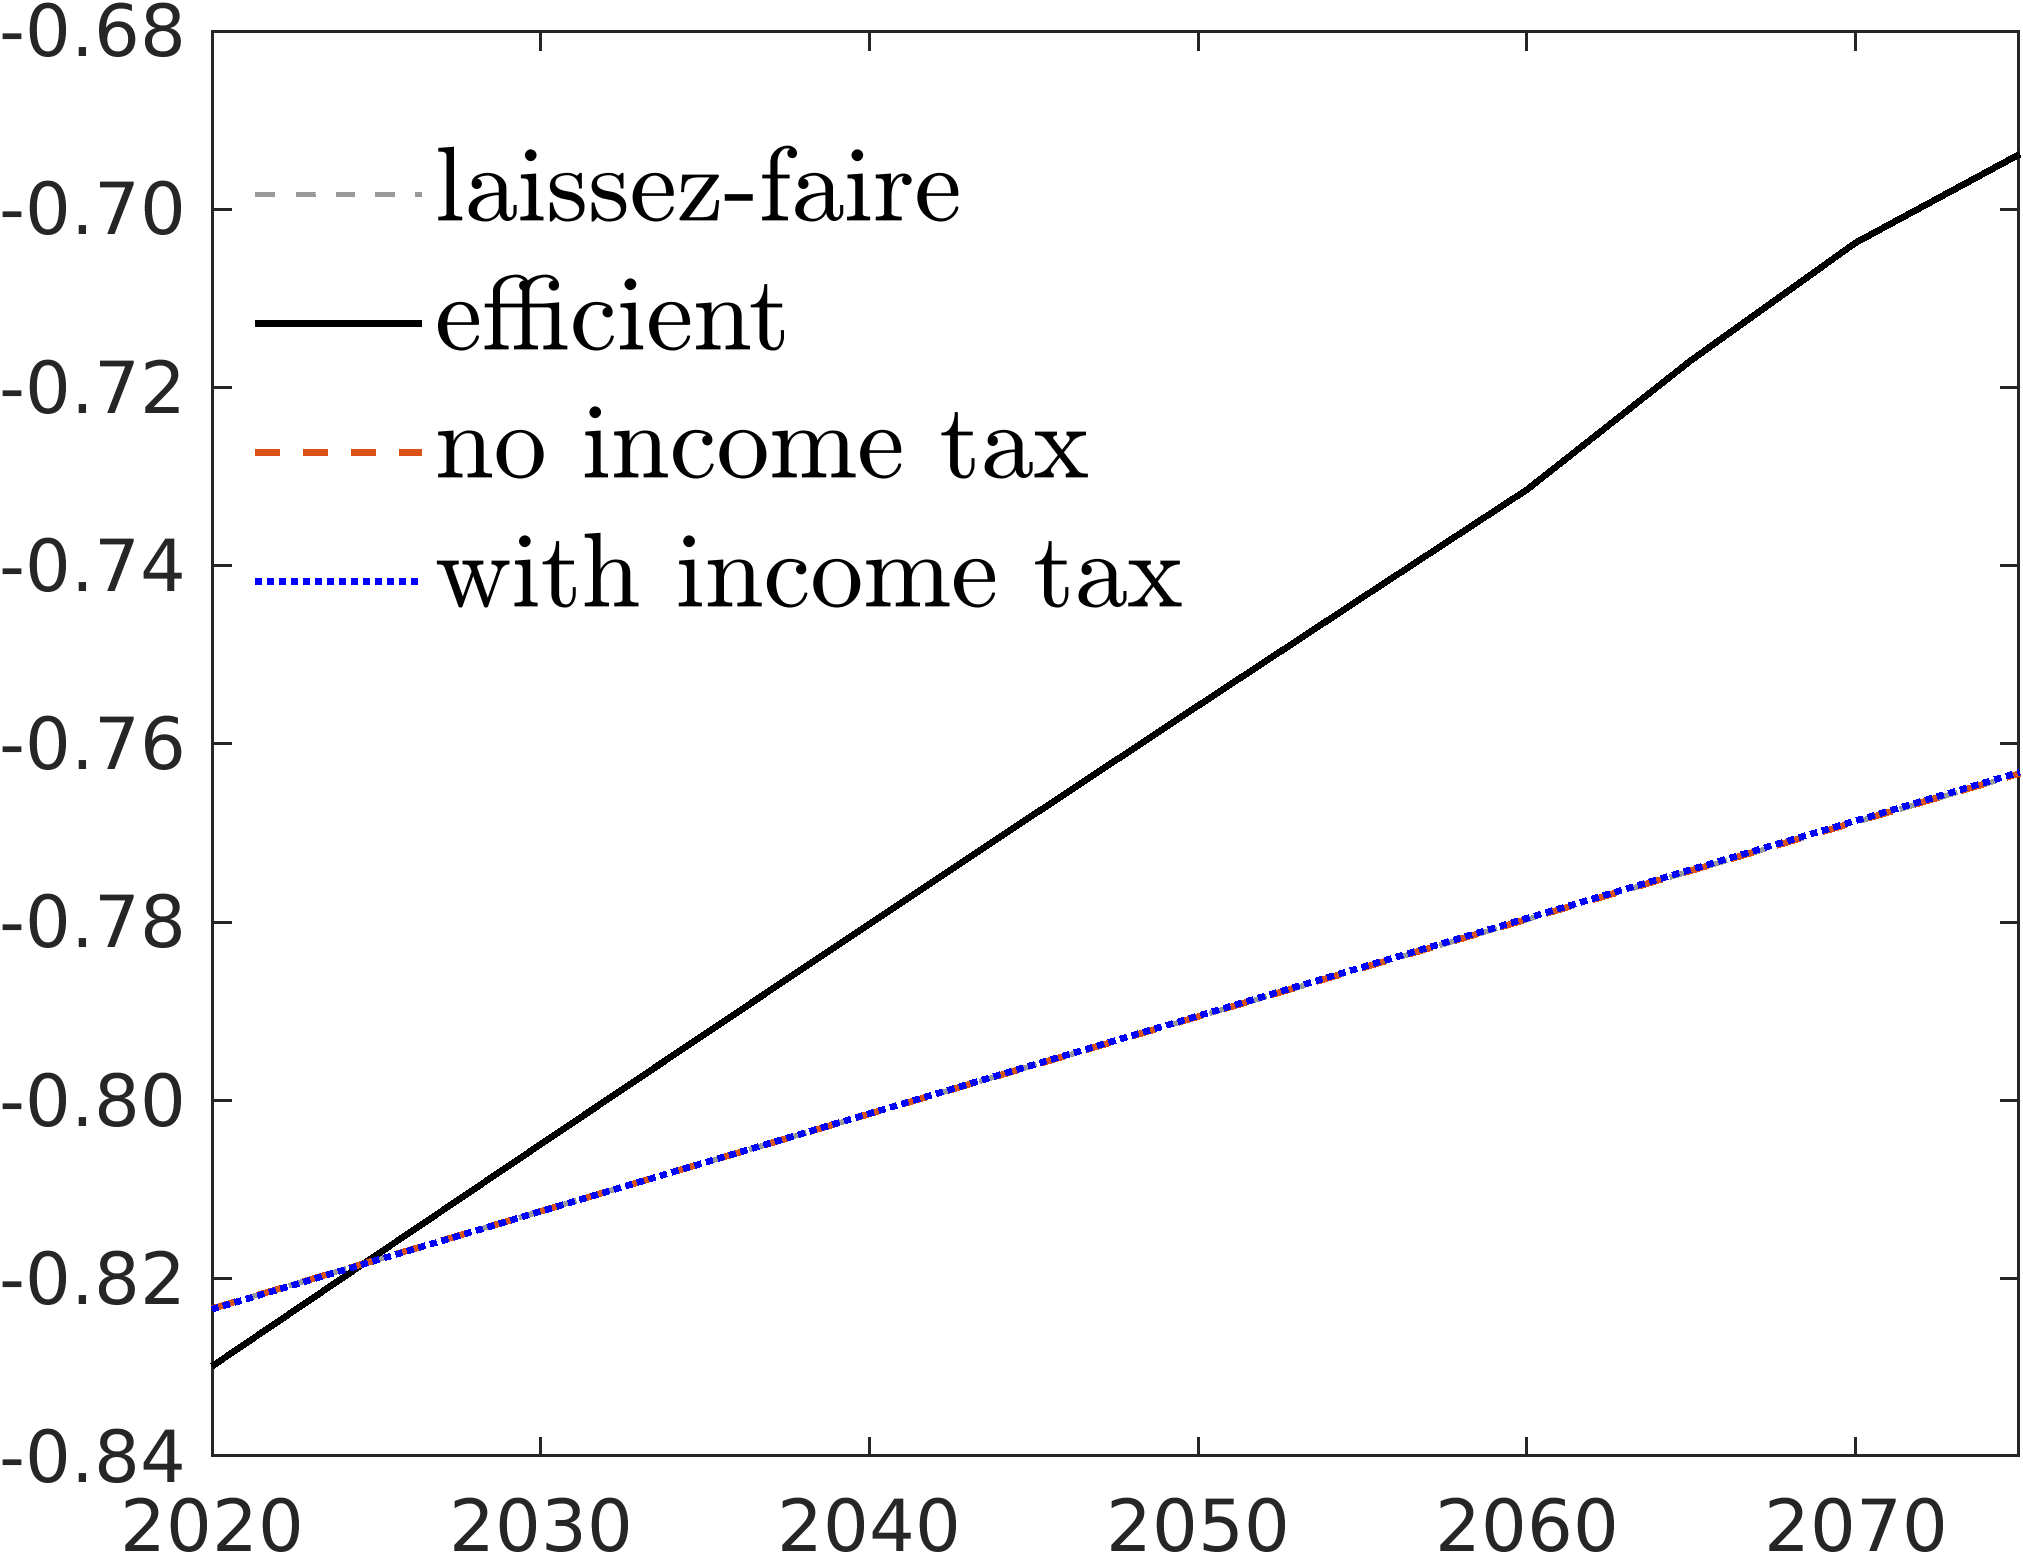 -0.68
-0.70
-0.72
-0.74
-0.76
-0.78
-0.80
-0.82
-0.84
laissez-faire
efficient
no income tax
with income tax
2020 2030 2040 2050 2060 2070